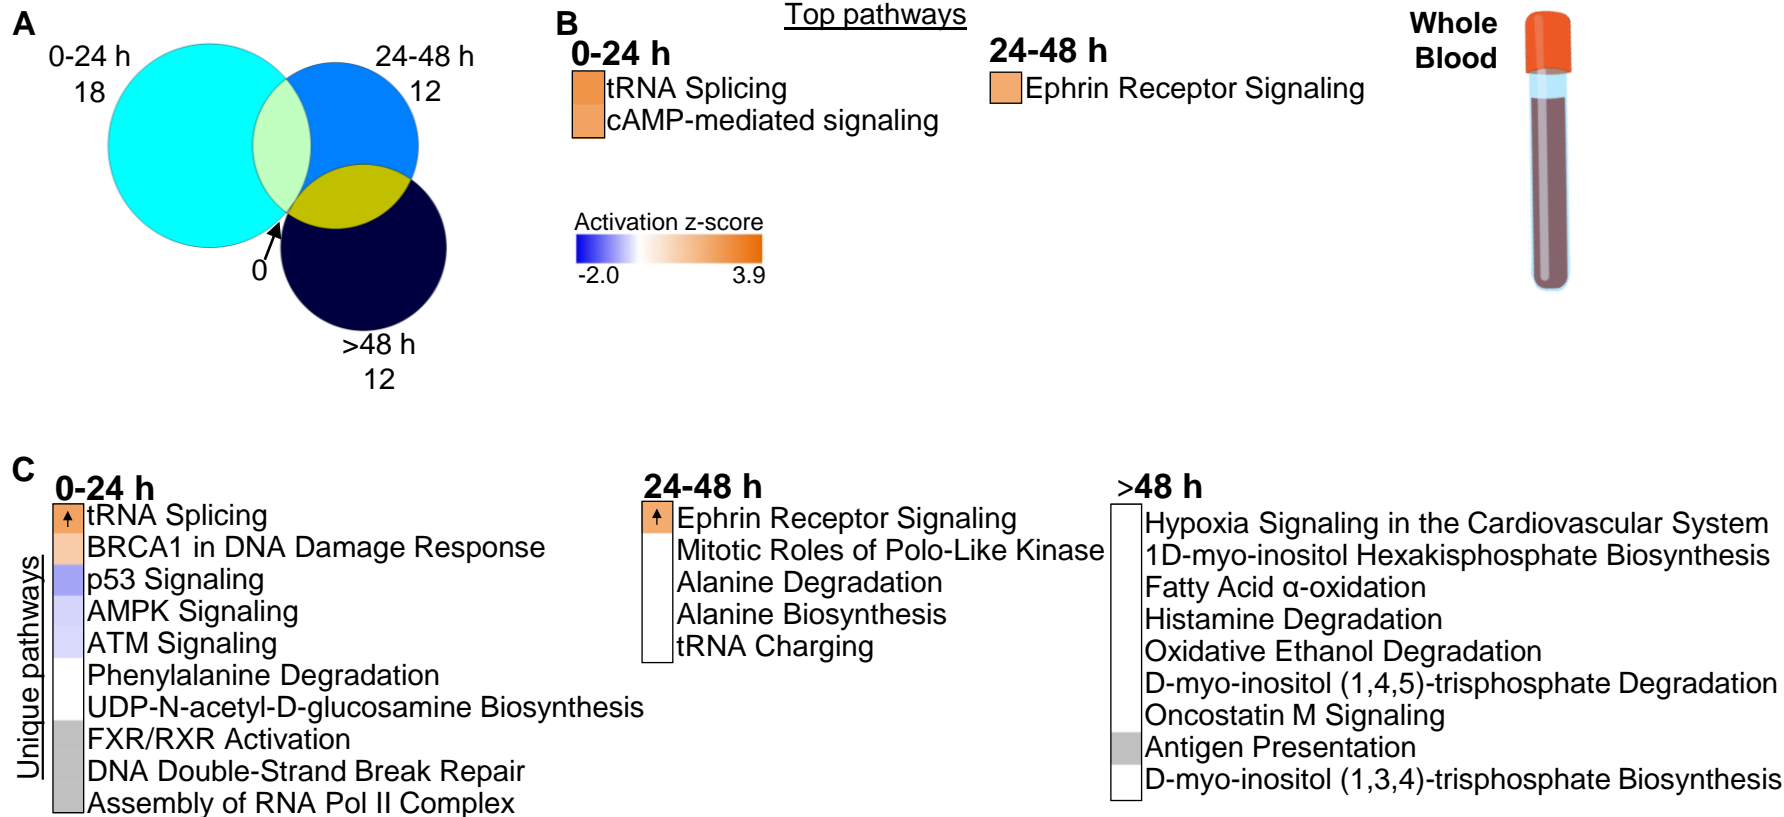 A
0-24 h
18
24-48 h
12
0
>48 h
12
B
Top pathways
0-24 h
tRNA Splicing
cAMP-mediated signaling
24-48 h
Ephrin Receptor Signaling
Activation z-score
-2.0
3.9
Whole
Blood
C
Unique pathways
0-24 h
tRNA Splicing
BRCA1 in DNA Damage Response
p53 Signaling
AMPK Signaling
ATM Signaling
Phenylalanine Degradation
UDP-N-acetyl-D-glucosamine Biosynthesis
FXR/RXR Activation
DNA Double-Strand Break Repair
Assembly of RNA Pol II Complex
24-48 h
Ephrin Receptor Signaling
Mitotic Roles of Polo-Like Kinase
Alanine Degradation
Alanine Biosynthesis
tRNA Charging
>48 h
Hypoxia Signaling in the Cardiovascular System
1D-myo-inositol Hexakisphosphate Biosynthesis
Fatty Acid α-oxidation
Histamine Degradation
Oxidative Ethanol Degradation
D-myo-inositol (1,4,5)-trisphosphate Degradation
Oncostatin M Signaling
Antigen Presentation
D-myo-inositol (1,3,4)-trisphosphate Biosynthesis